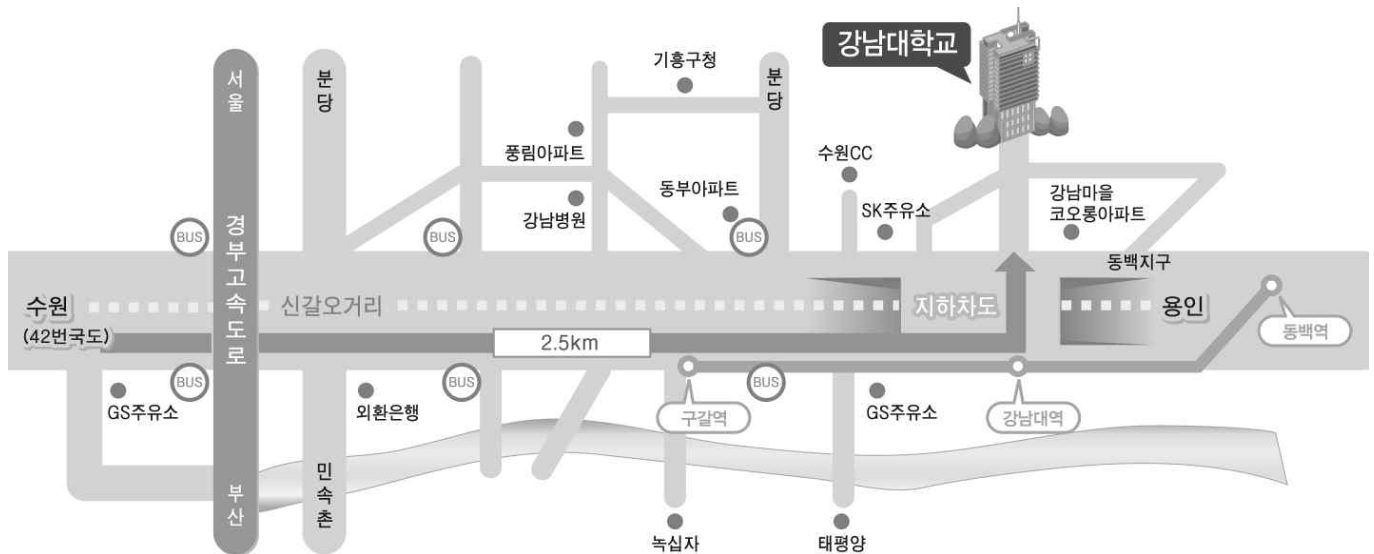 강남대학교
기흥구청
서울
분당
분당
풍림아파트
수원CC
강남병원
동부아파트
SK주유소
강남마을
코오롱아파트
BUS
BUS
BUS
경부고속도로
동백지구
수원
(42번국도)
신갈오거리
지하차도
용인
동백역
2.5km
BUS
BUS
BUS
GS주유소
외환은행
구갈역
GS주유소
강남대역
부산
민속촌
녹십자
태평양